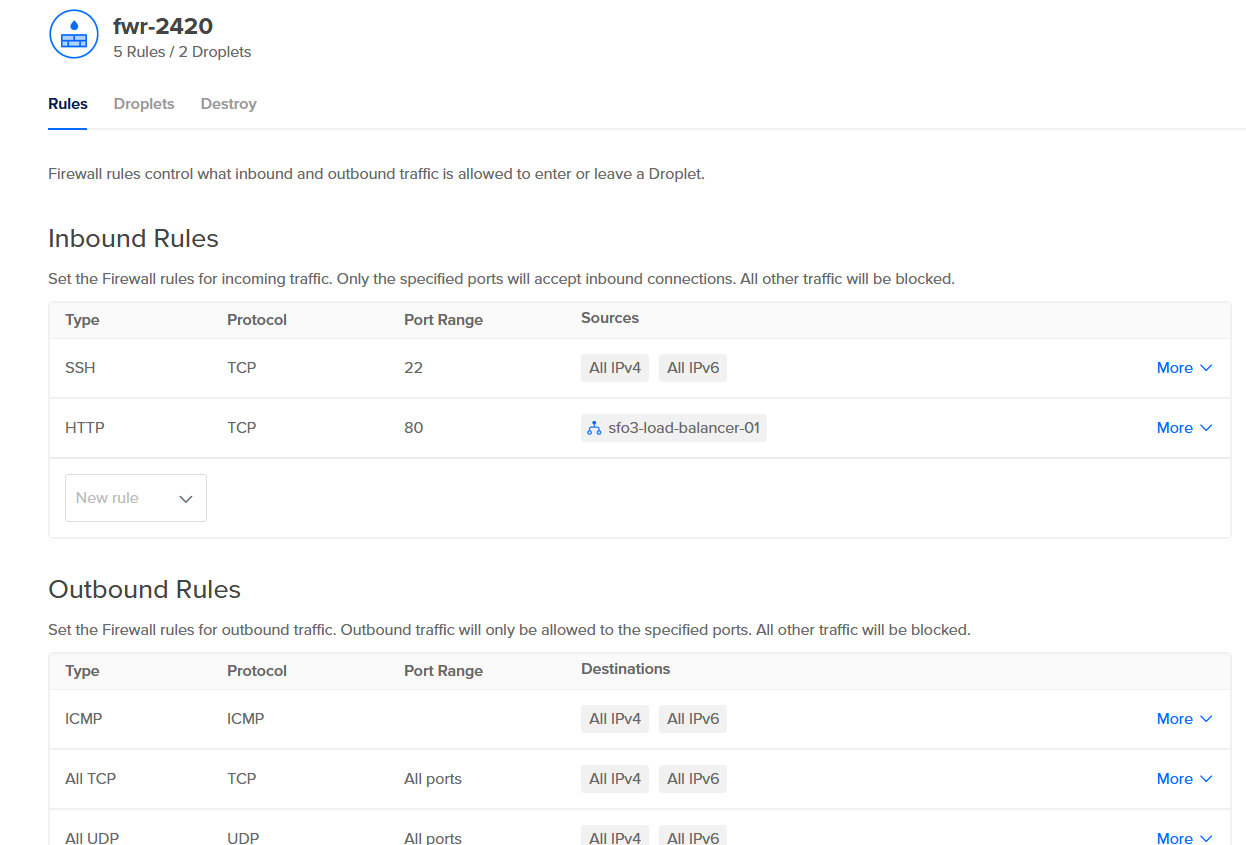 fwr-2420
5 Rules / 2 Droplets
Rules Droplets Destroy
Firewall rules control what inbound and outbound traffic is allowed to enter or leave a Droplet.
Inbound Rules
Set the Firewall rules for incoming traffic. Only the specified ports will accept inbound connections. All other traffic will be blocked.
Type Protocol Port Range Sources
SSH TCP 22 All IPv4 All IPv6 More
HTTP TCP 80 sfo3-load-balancer-01 More
New rule
Outbound Rules
Set the Firewall rules for outbound traffic. Outbound traffic will only be allowed to the specified ports. All other traffic will be blocked.
Type Protocol Port Range Destinations
ICMP ICMP All IPv4 All IPv6 More
All TCP TCP All ports All IPv4 All IPv6 More
All UDP UDP All ports All IPv4 All IPv6 More